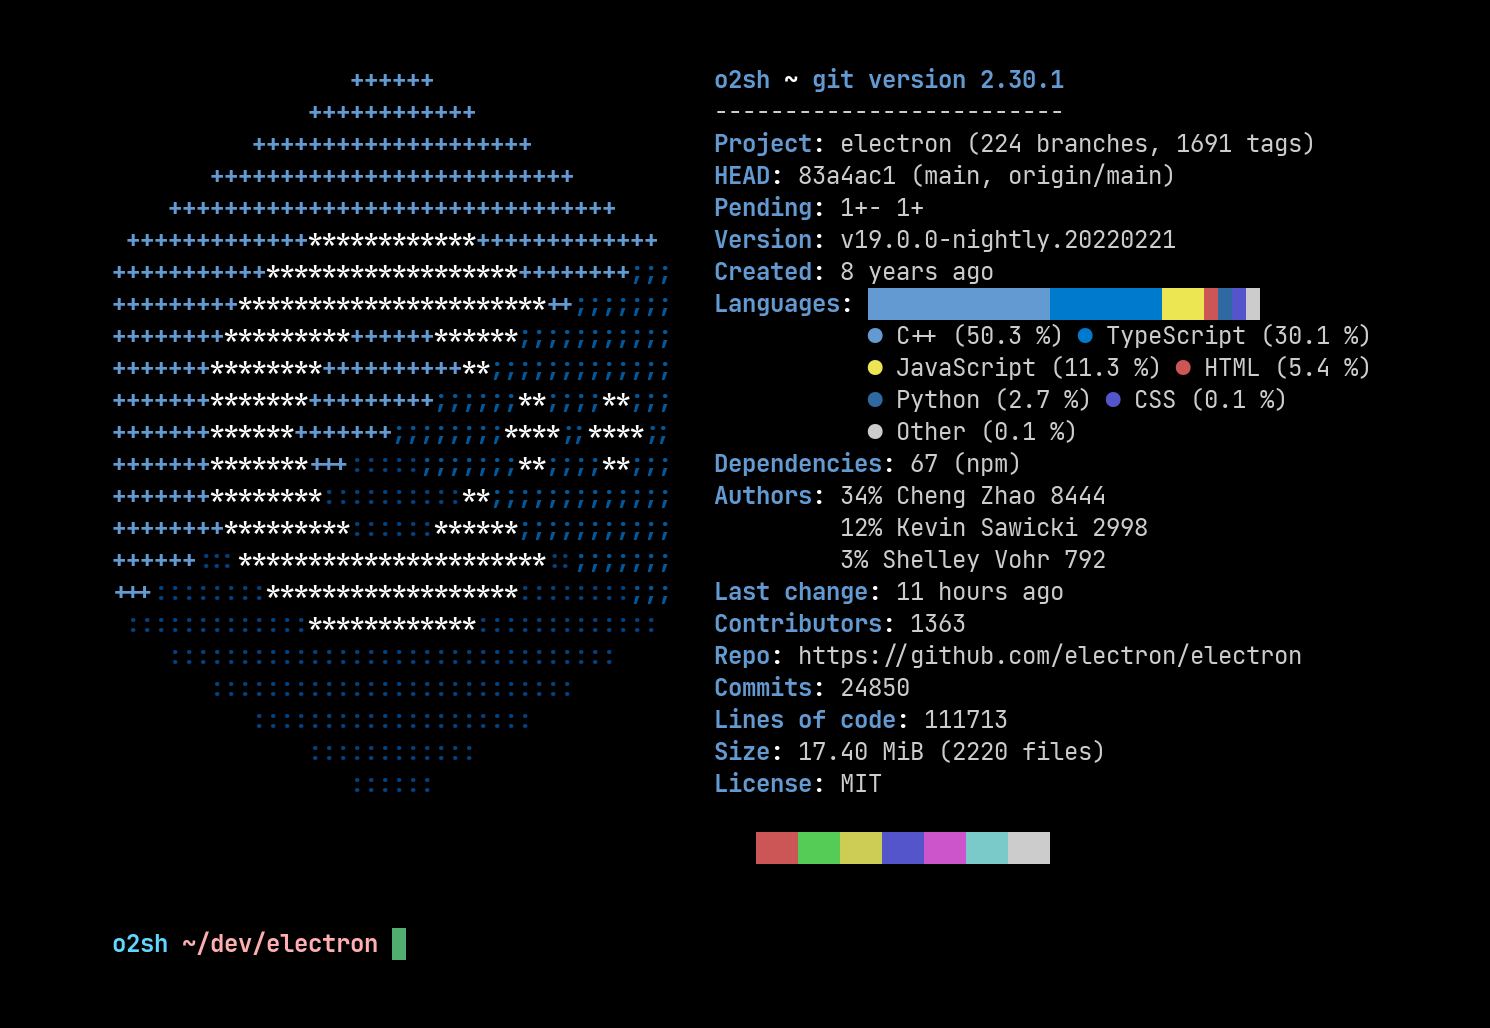 o2sh ~ git version 2.30.1
-------------------------
Project: electron (224 branches, 1691 tags)
HEAD: 83a4ac1 (main, origin/main)
Pending: 1+- 1+
Version: v19.0.0-nightly.20220221
Created: 8 years ago
Languages:
● C++ (50.3 %) ● TypeScript (30.1 %)
● JavaScript (11.3 %) ● HTML (5.4 %)
● Python (2.7 %) ● CSS (0.1 %)
● Other (0.1 %)
Dependencies: 67 (npm)
Authors: 34% Cheng Zhao 8444
12% Kevin Sawicki 2998
3% Shelley Vohr 792
Last change: 11 hours ago
Contributors: 1363
Repo: https://github.com/electron/electron
Commits: 24850
Lines of code: 111713
Size: 17.40 MiB (2220 files)
License: MIT
o2sh ~/dev/electron